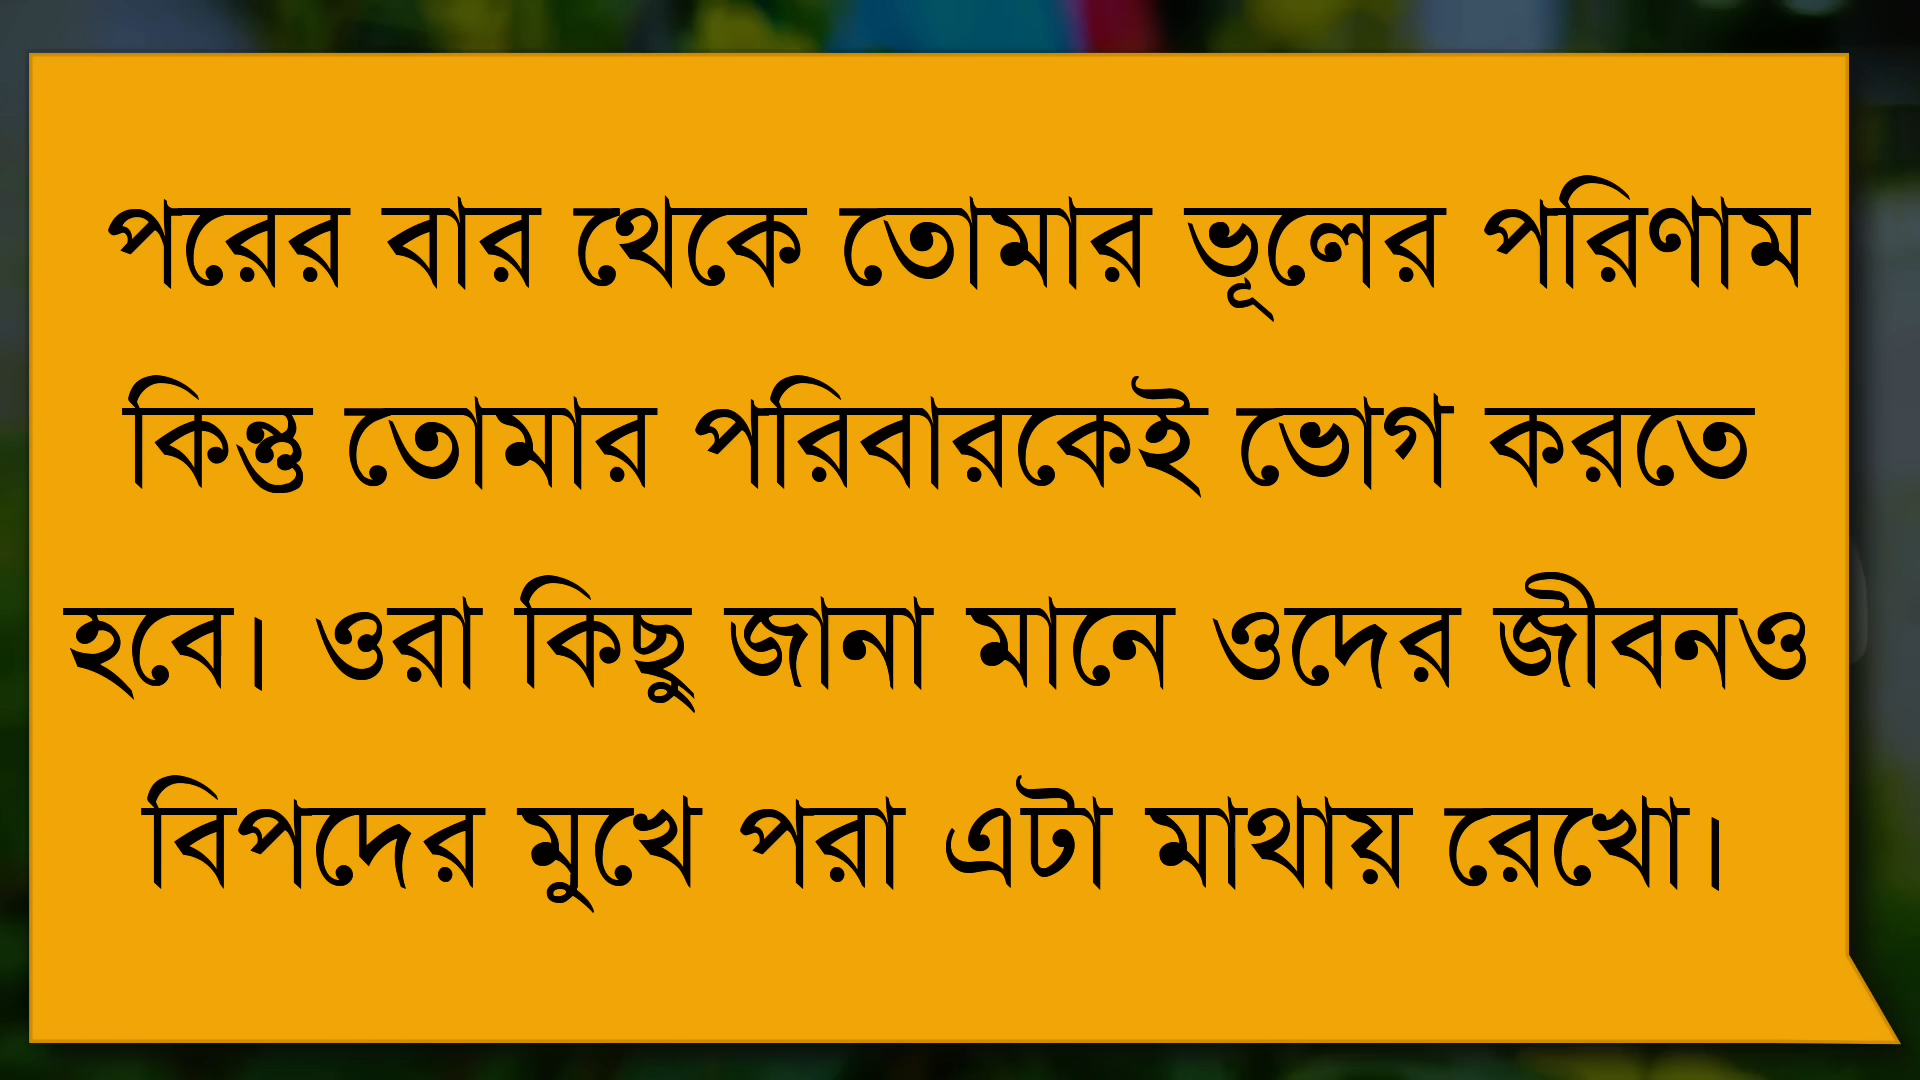 পরের বার থেকে তোমার ভূলের পরিণাম
কিন্তু তোমার পরিবারকেই ভোগ করতে
হবে। ওরা কিছু জানা মানে ওদের জীবনও
বিপদের মুখে পরা এটা মাথায় রেখো।